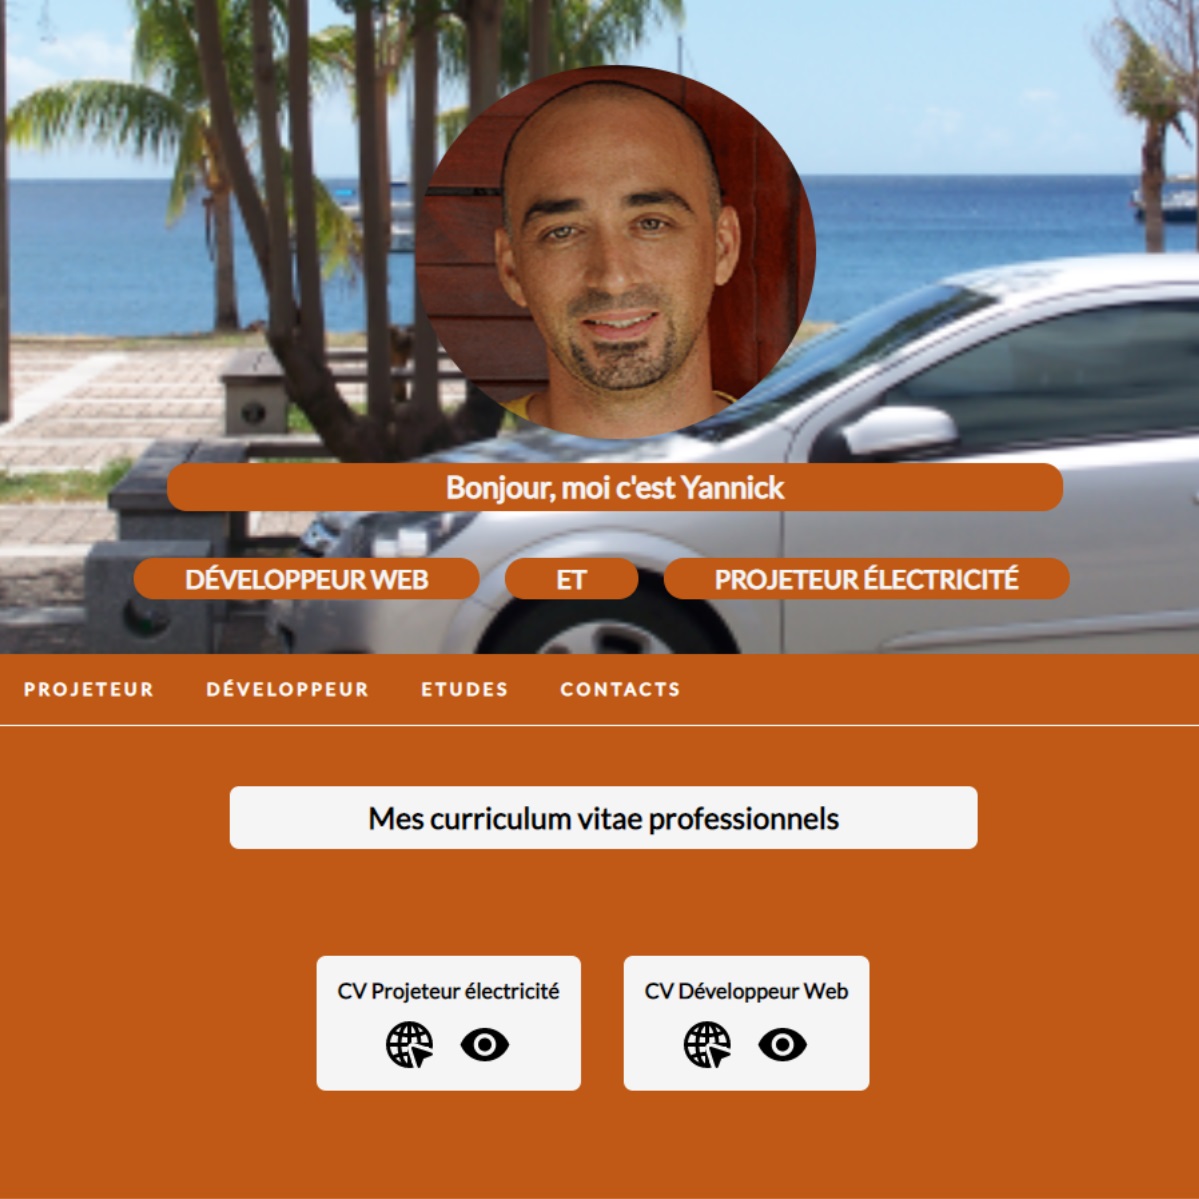 Bonjour, moi c'est Yannick
DÉVELOPPEUR WEB ET PROJETEUR ÉLECTRICITÉ
PROJETEUR DÉVELOPPEUR ETUDES CONTACTS
Mes curriculum vitae professionnels
CV Projeteur électricité CV Développeur Web